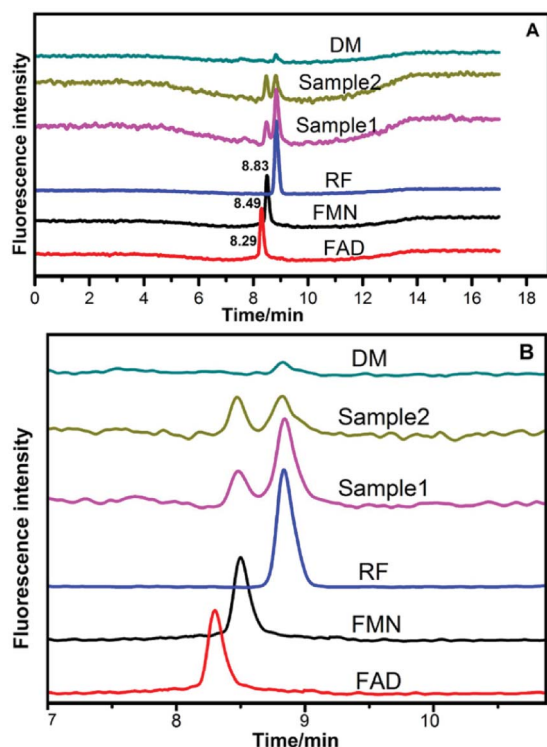 A
Fluorescence intensity
DM
Sample2
Sample1
8.83
RF
8.49
FMN
8.29
FAD
0 2 4 6 8 10 12 14 16 18
Time/min
B
Fluorescence intensity
DM
Sample2
Sample1
RF
FMN
FAD
7 8 9 10
Time/min